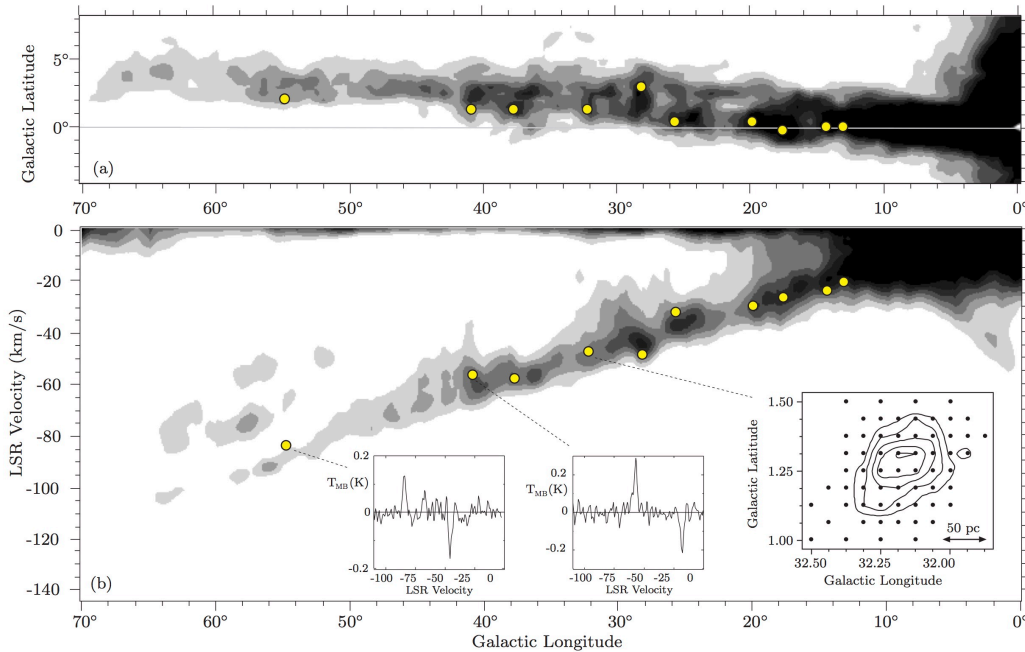 Galactic Latitude
5°
0°
(a)
70° 60° 50° 40° 30° 20° 10° 0°
LSR Velocity (km/s)
0
-20
-40
-60
-80
-100
-120
-140
(b)
0.2
T_MB(K)
0
-0.2
-100 -75 -50 -25 0
LSR Velocity
0.2
T_MB(K)
0
-0.2
-100 -75 -50 -25 0
LSR Velocity
Galactic Latitude
1.50
1.25
1.00
50 pc
32.50 32.25 32.00
Galactic Longitude
70° 60° 50° 40° 30° 20° 10° 0°
Galactic Longitude